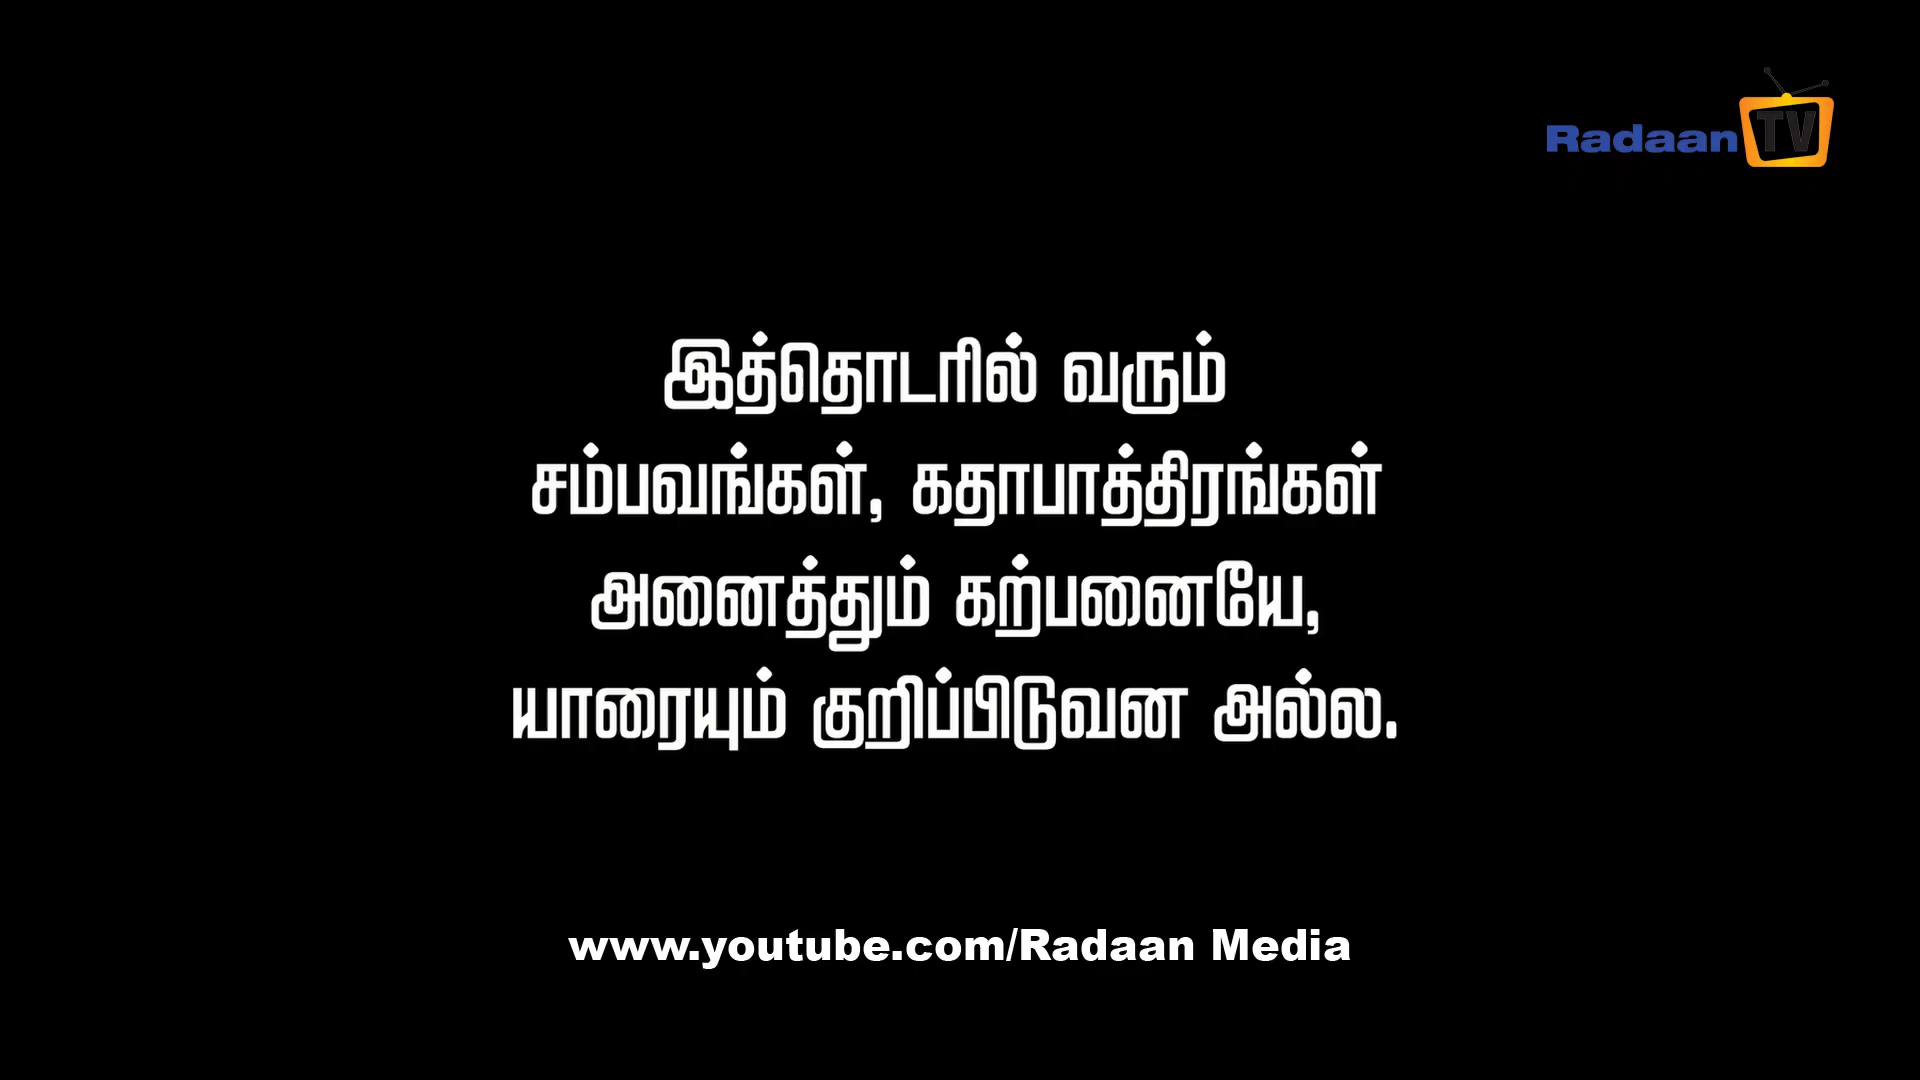 Radaan TV
இத்தொடரில் வரும்
சம்பவங்கள், கதாபாத்திரங்கள்
அனைத்தும் கற்பனையே,
யாரையும் குறிப்பிடுவன அல்ல.
www.youtube.com/Radaan Media